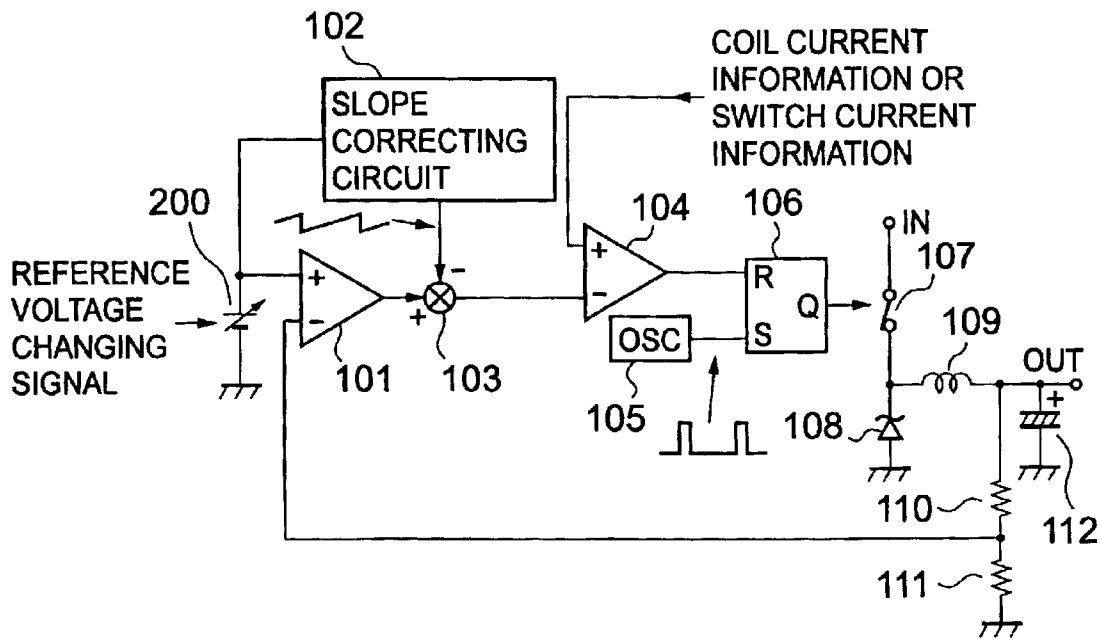 102
COIL CURRENT
INFORMATION OR
SWITCH CURRENT
INFORMATION
SLOPE
CORRECTING
CIRCUIT
200
104
106
IN
107
REFERENCE
VOLTAGE
CHANGING
SIGNAL
+
-
101
-
+
103
+
-
R
Q
S
OSC
105
109
OUT
+
108
110
112
111